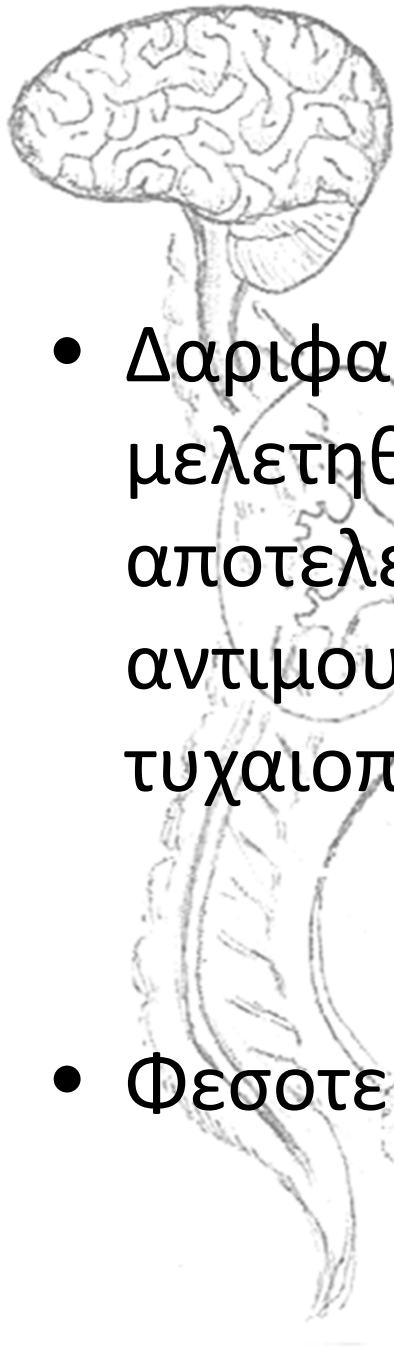 • Δαριφα
μελετηθ
αποτελε
αντιμου
τυχαιοπ
• Φεσοτε